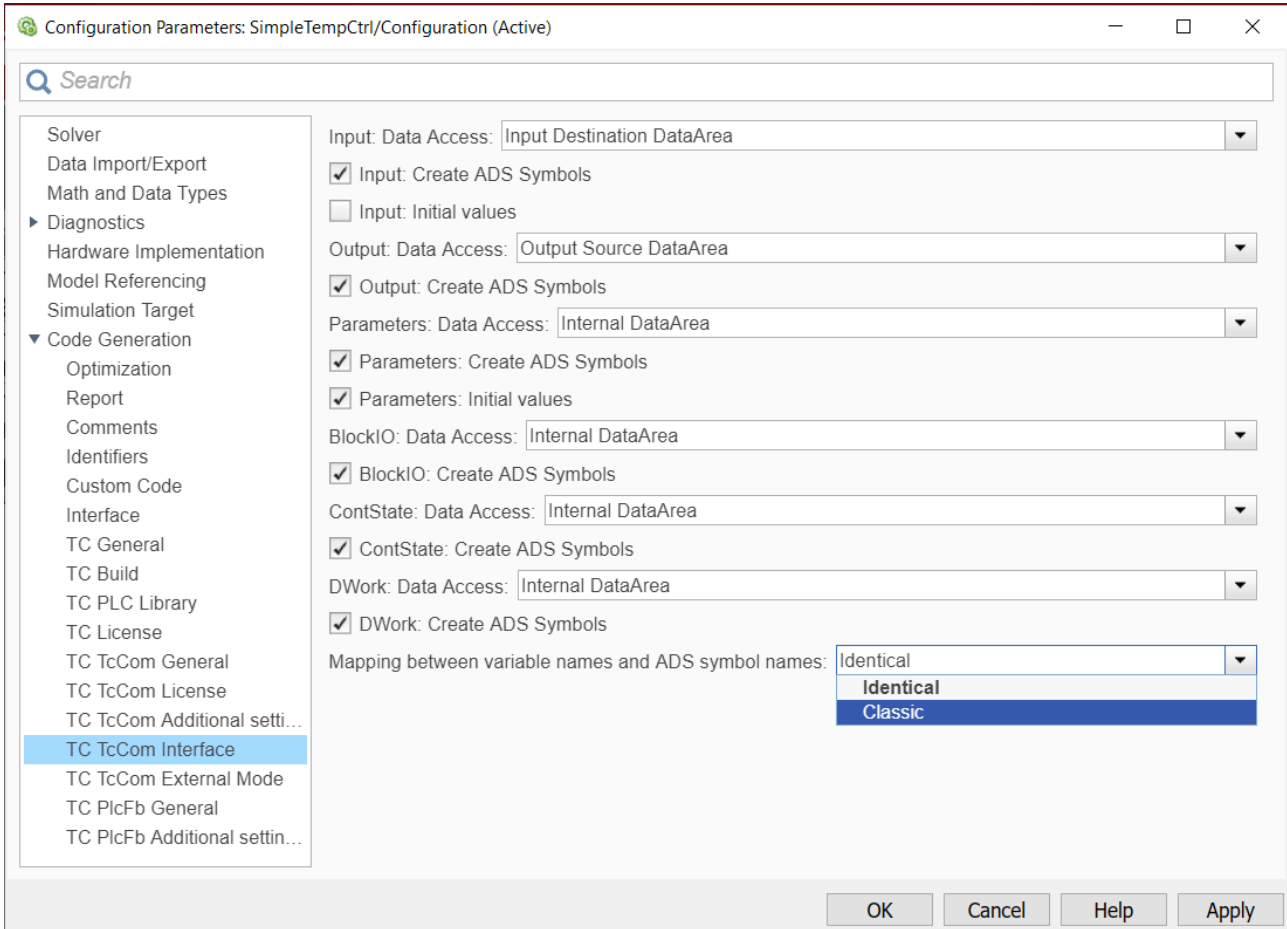 Configuration Parameters: SimpleTempCtrl/Configuration (Active)
Search
Solver
Data Import/Export
Math and Data Types
Diagnostics
Hardware Implementation
Model Referencing
Simulation Target
Code Generation
Optimization
Report
Comments
Identifiers
Custom Code
Interface
TC General
TC Build
TC PLC Library
TC License
TC TcCom General
TC TcCom License
TC TcCom Additional setti...
TC TcCom Interface
TC TcCom External Mode
TC PlcFb General
TC PlcFb Additional settin...
Input: Data Access: Input Destination DataArea
Input: Create ADS Symbols
Input: Initial values
Output: Data Access: Output Source DataArea
Output: Create ADS Symbols
Parameters: Data Access: Internal DataArea
Parameters: Create ADS Symbols
Parameters: Initial values
BlockIO: Data Access: Internal DataArea
BlockIO: Create ADS Symbols
ContState: Data Access: Internal DataArea
ContState: Create ADS Symbols
DWork: Data Access: Internal DataArea
DWork: Create ADS Symbols
Mapping between variable names and ADS symbol names: Identical
Identical
Classic
OK Cancel Help Apply